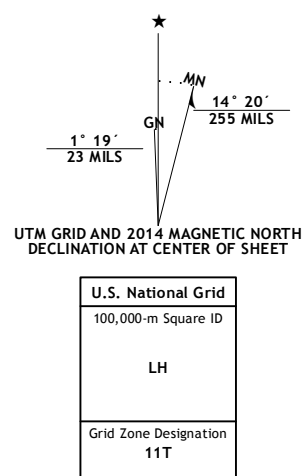 ★
MN
GN
14° 20´
255 MILS
1° 19´
23 MILS
UTM GRID AND 2014 MAGNETIC NORTH
DECLINATION AT CENTER OF SHEET
U.S. National Grid
100,000-m Square ID
LH
Grid Zone Designation
11T